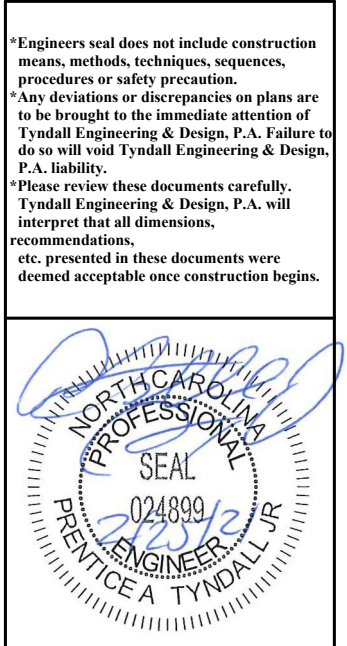 *Engineers seal does not include construction
means, methods, techniques, sequences,
procedures or safety precaution.
*Any deviations or discrepancies on plans are
to be brought to the immediate attention of
Tyndall Engineering & Design, P.A. Failure to
do so will void Tyndall Engineering & Design,
P.A. liability.
*Please review these documents carefully.
Tyndall Engineering & Design, P.A. will
interpret that all dimensions,
recommendations,
etc. presented in these documents were
deemed acceptable once construction begins.
NORTH CAROLINA
PROFESSIONAL
SEAL
024899
ENGINEER
PRENTICE A TYNDALL JR